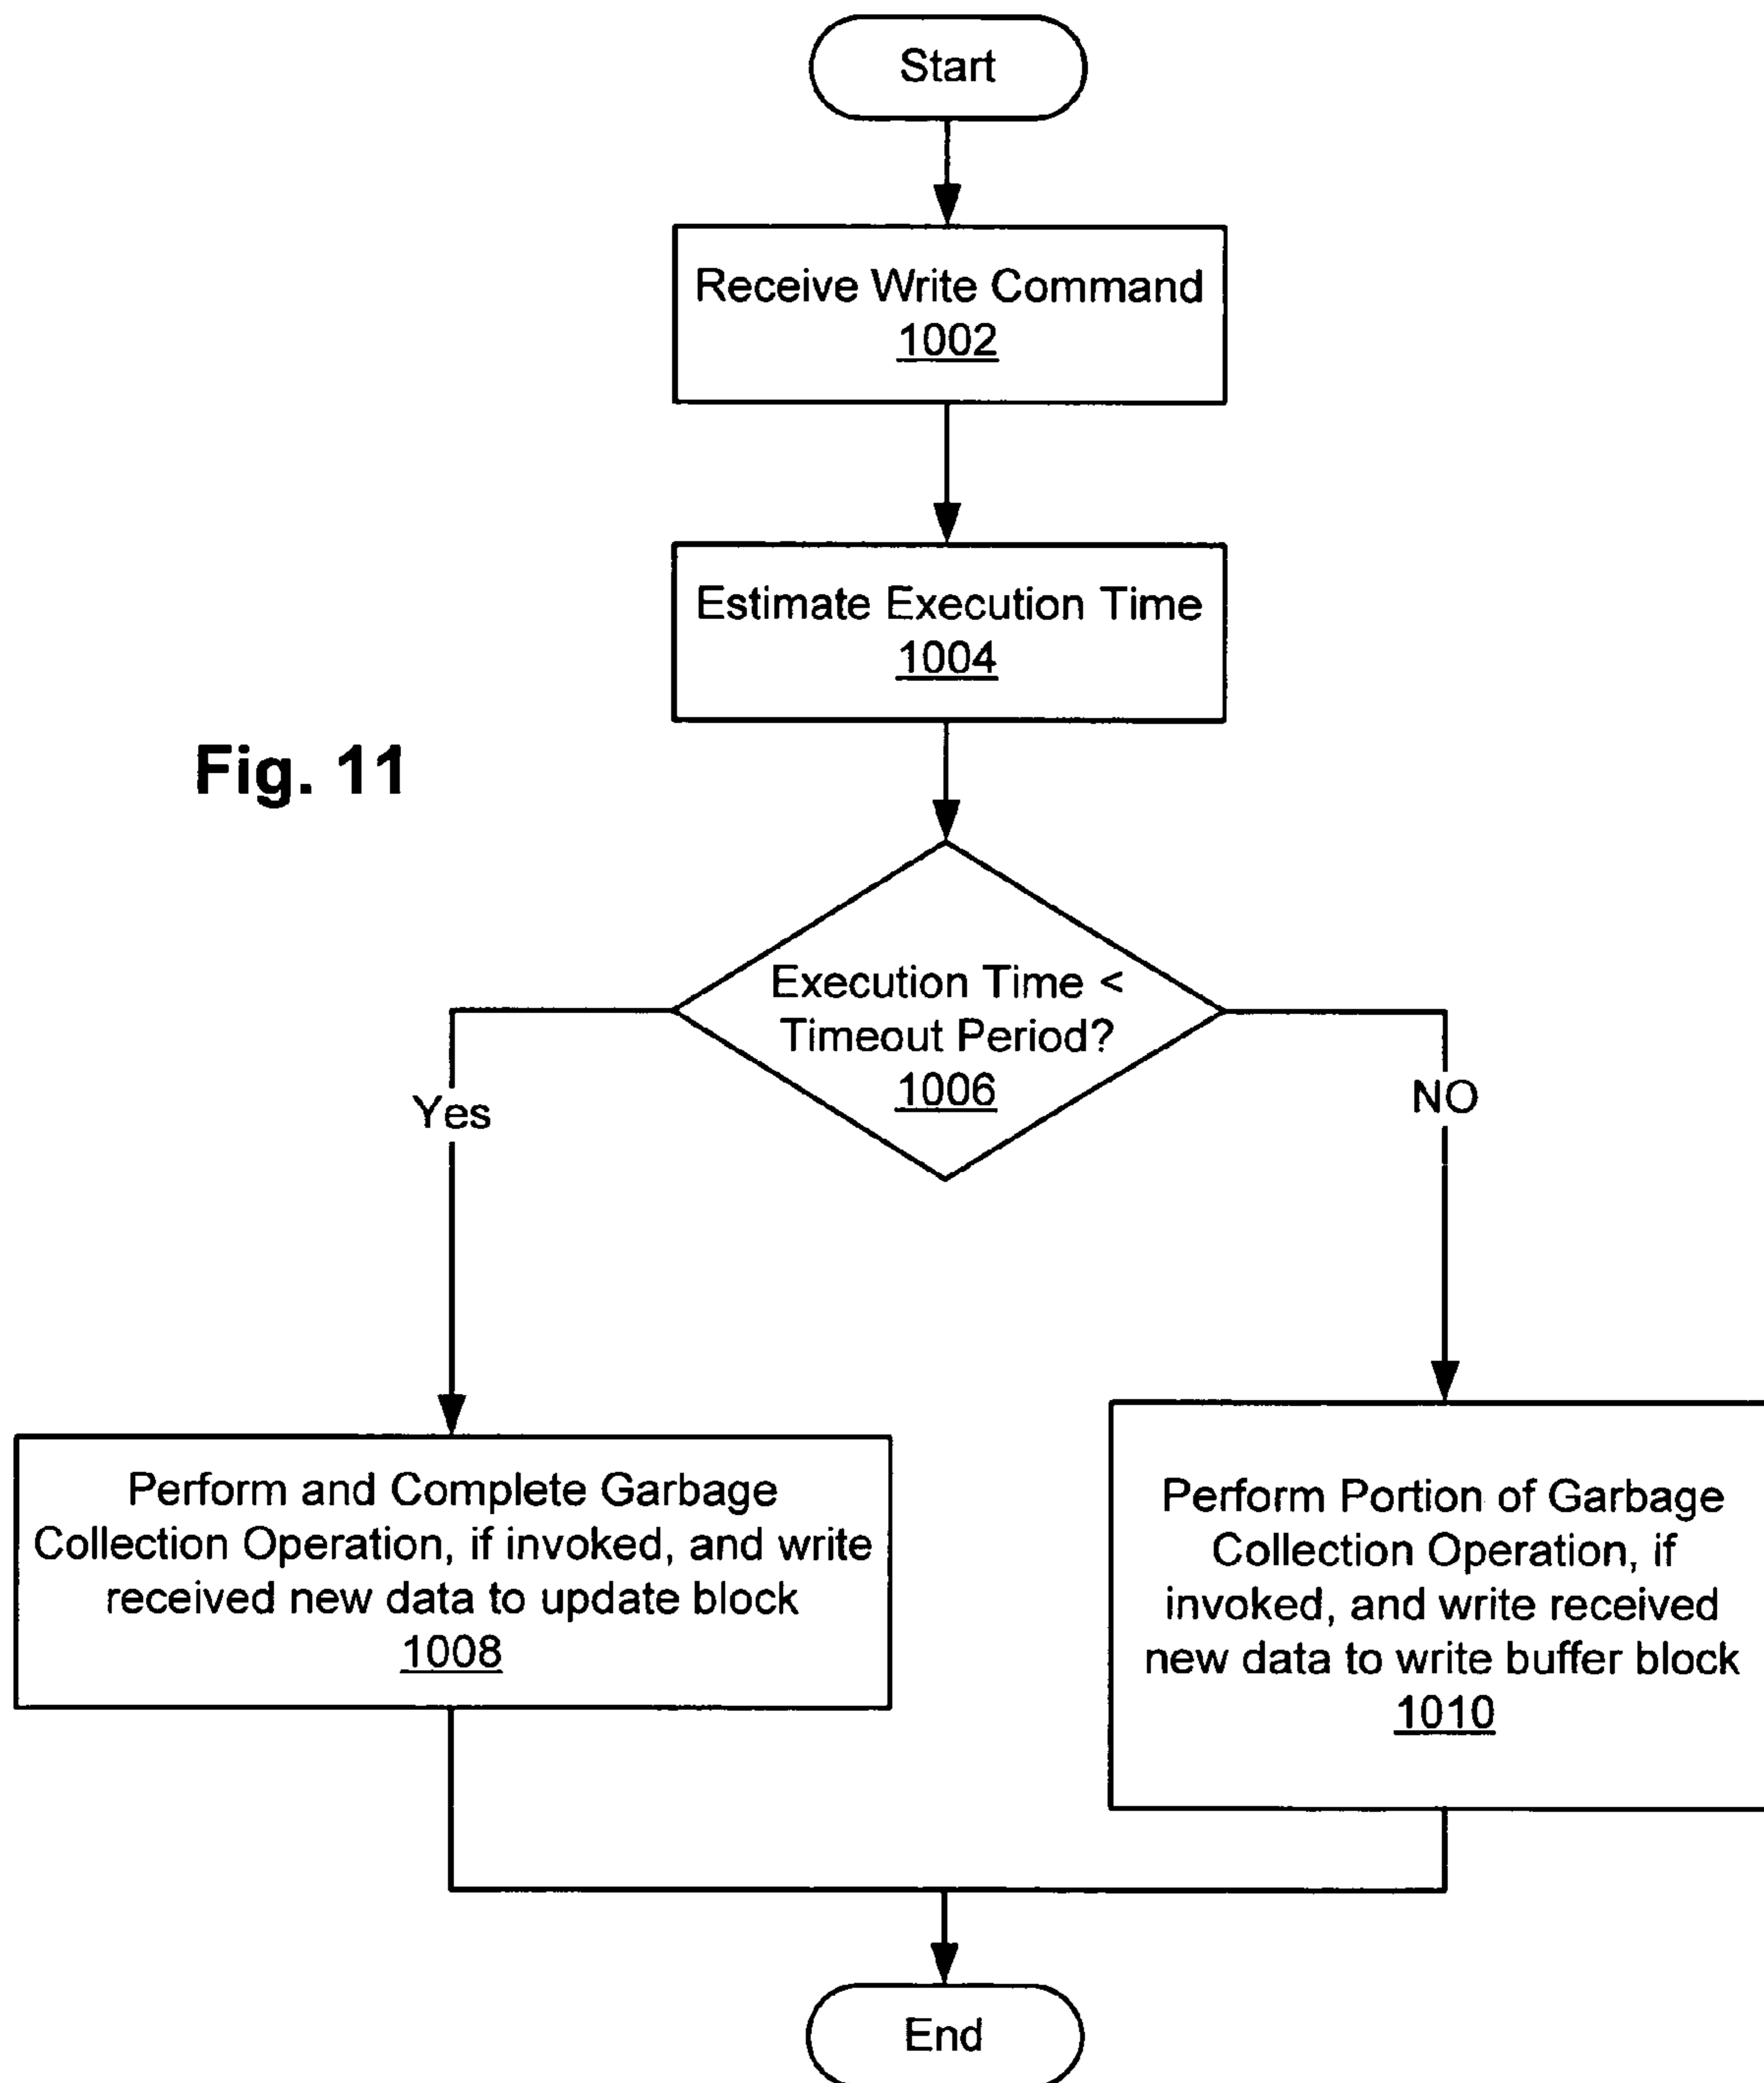 Start
Receive Write Command
1002
Estimate Execution Time
1004
Fig. 11
Execution Time <
Timeout Period?
1006
Yes
NO
Perform and Complete Garbage
Collection Operation, if invoked, and write
received new data to update block
1008
Perform Portion of Garbage
Collection Operation, if
invoked, and write received
new data to write buffer block
1010
End